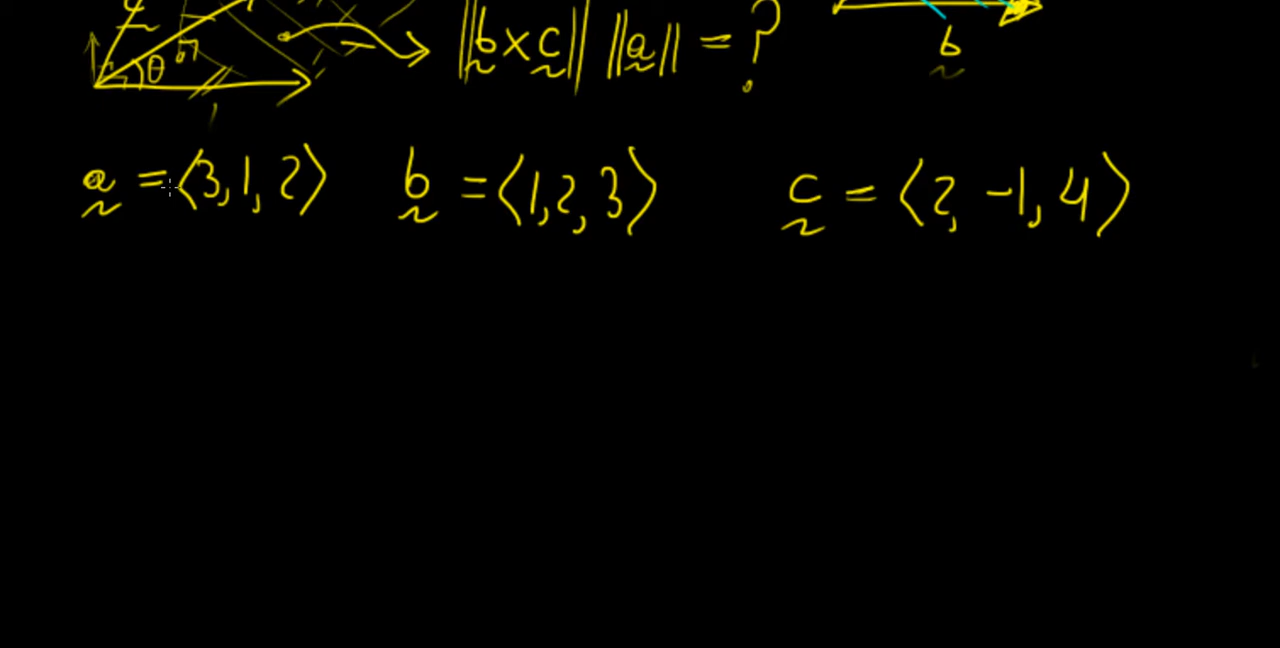 θ ‖b×c‖ ‖a‖ = ? b
a = ⟨3, 1, 2⟩ b = ⟨1, 2, 3⟩ c = ⟨2, -1, 4⟩